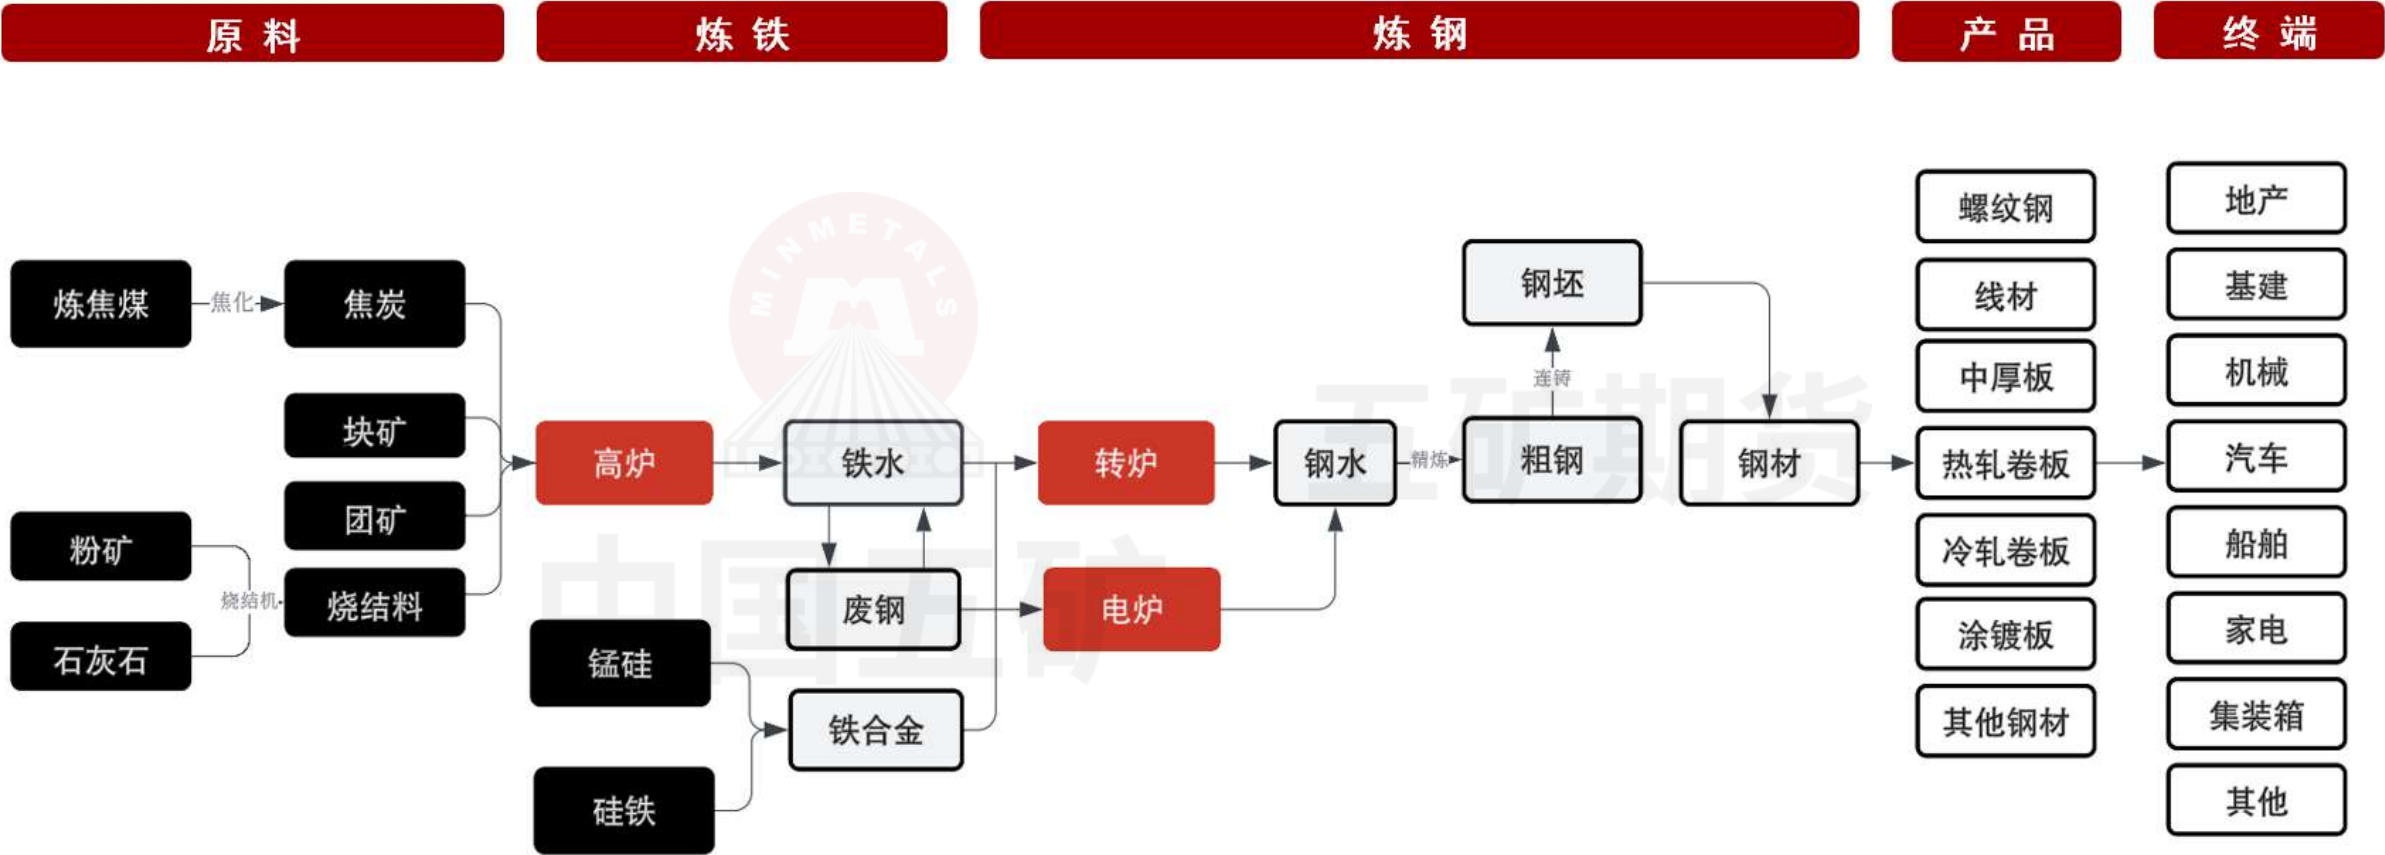 原料
炼铁
炼钢
产品
终端
炼焦煤
焦化
焦炭
块矿
团矿
粉矿
石灰石
烧结机
烧结料
高炉
铁水
废钢
锰硅
硅铁
铁合金
转炉
电炉
钢水
精炼
粗钢
连铸
钢坯
钢材
螺纹钢
线材
中厚板
热轧卷板
冷轧卷板
涂镀板
其他钢材
地产
基建
机械
汽车
船舶
家电
集装箱
其他
MINMETALS
中国五矿
五矿期货